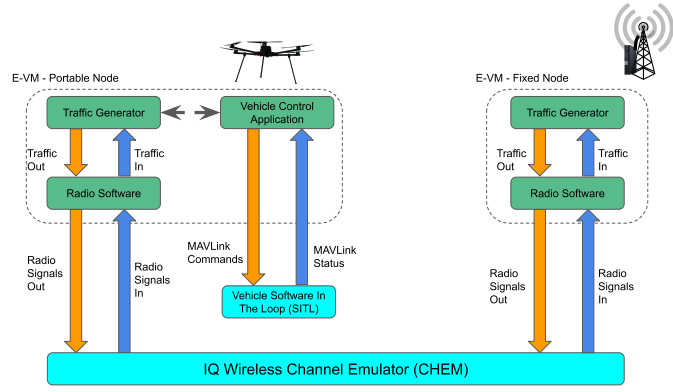 E-VM - Portable Node
E-VM - Fixed Node
Traffic Generator
Vehicle Control
Application
Traffic Generator
Traffic
Out
Traffic
In
Traffic
Out
Traffic
In
Radio Software
Radio Software
MAVLink
Commands
MAVLink
Status
Radio
Signals
Out
Radio
Signals
In
Radio
Signals
Out
Radio
Signals
In
Vehicle Software In
The Loop (SITL)
IQ Wireless Channel Emulator (CHEM)